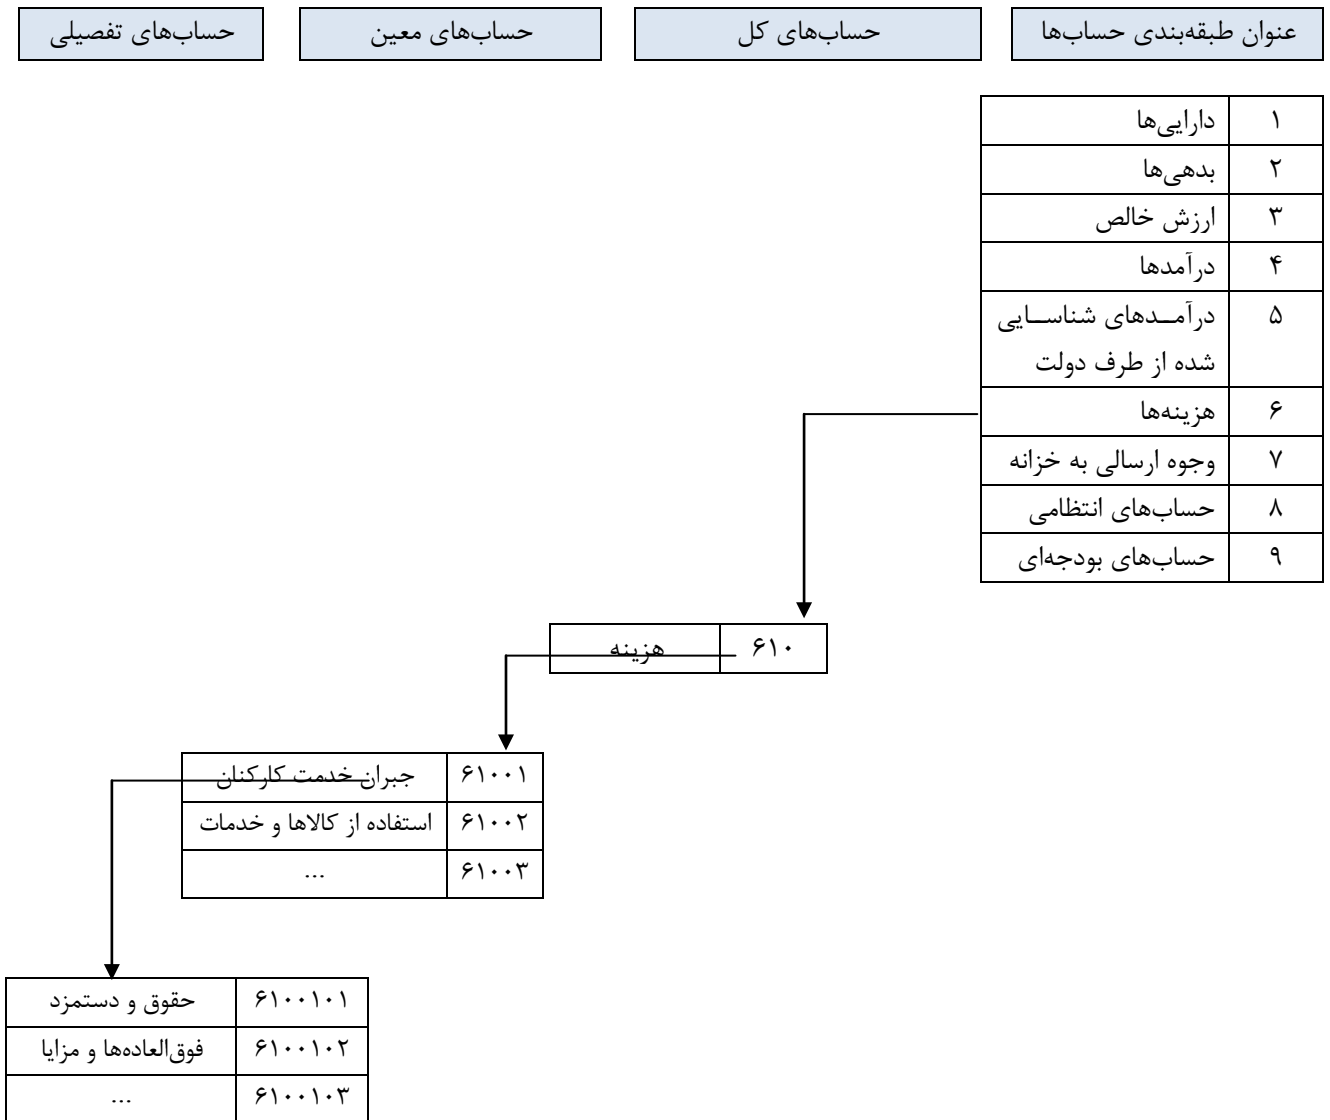 عنوان طبقه‌بندی حساب‌ها
حساب‌های کل
حساب‌های معین
حساب‌های تفصیلی
۱ دارایی‌ها
۲ بدهی‌ها
۳ ارزش خالص
۴ درآمدها
۵ درآمــدهای شناســایی
شده از طرف دولت
۶ هزینه‌ها
۷ وجوه ارسالی به خزانه
۸ حساب‌های انتظامی
۹ حساب‌های بودجه‌ای
۶۱۰ هزینه
۶۱۰۰۱ جبران خدمت کارکنان
۶۱۰۰۲ استفاده از کالاها و خدمات
۶۱۰۰۳ ...
۶۱۰۰۱۰۱ حقوق و دستمزد
۶۱۰۰۱۰۲ فوق‌العاده‌ها و مزایا
۶۱۰۰۱۰۳ ...